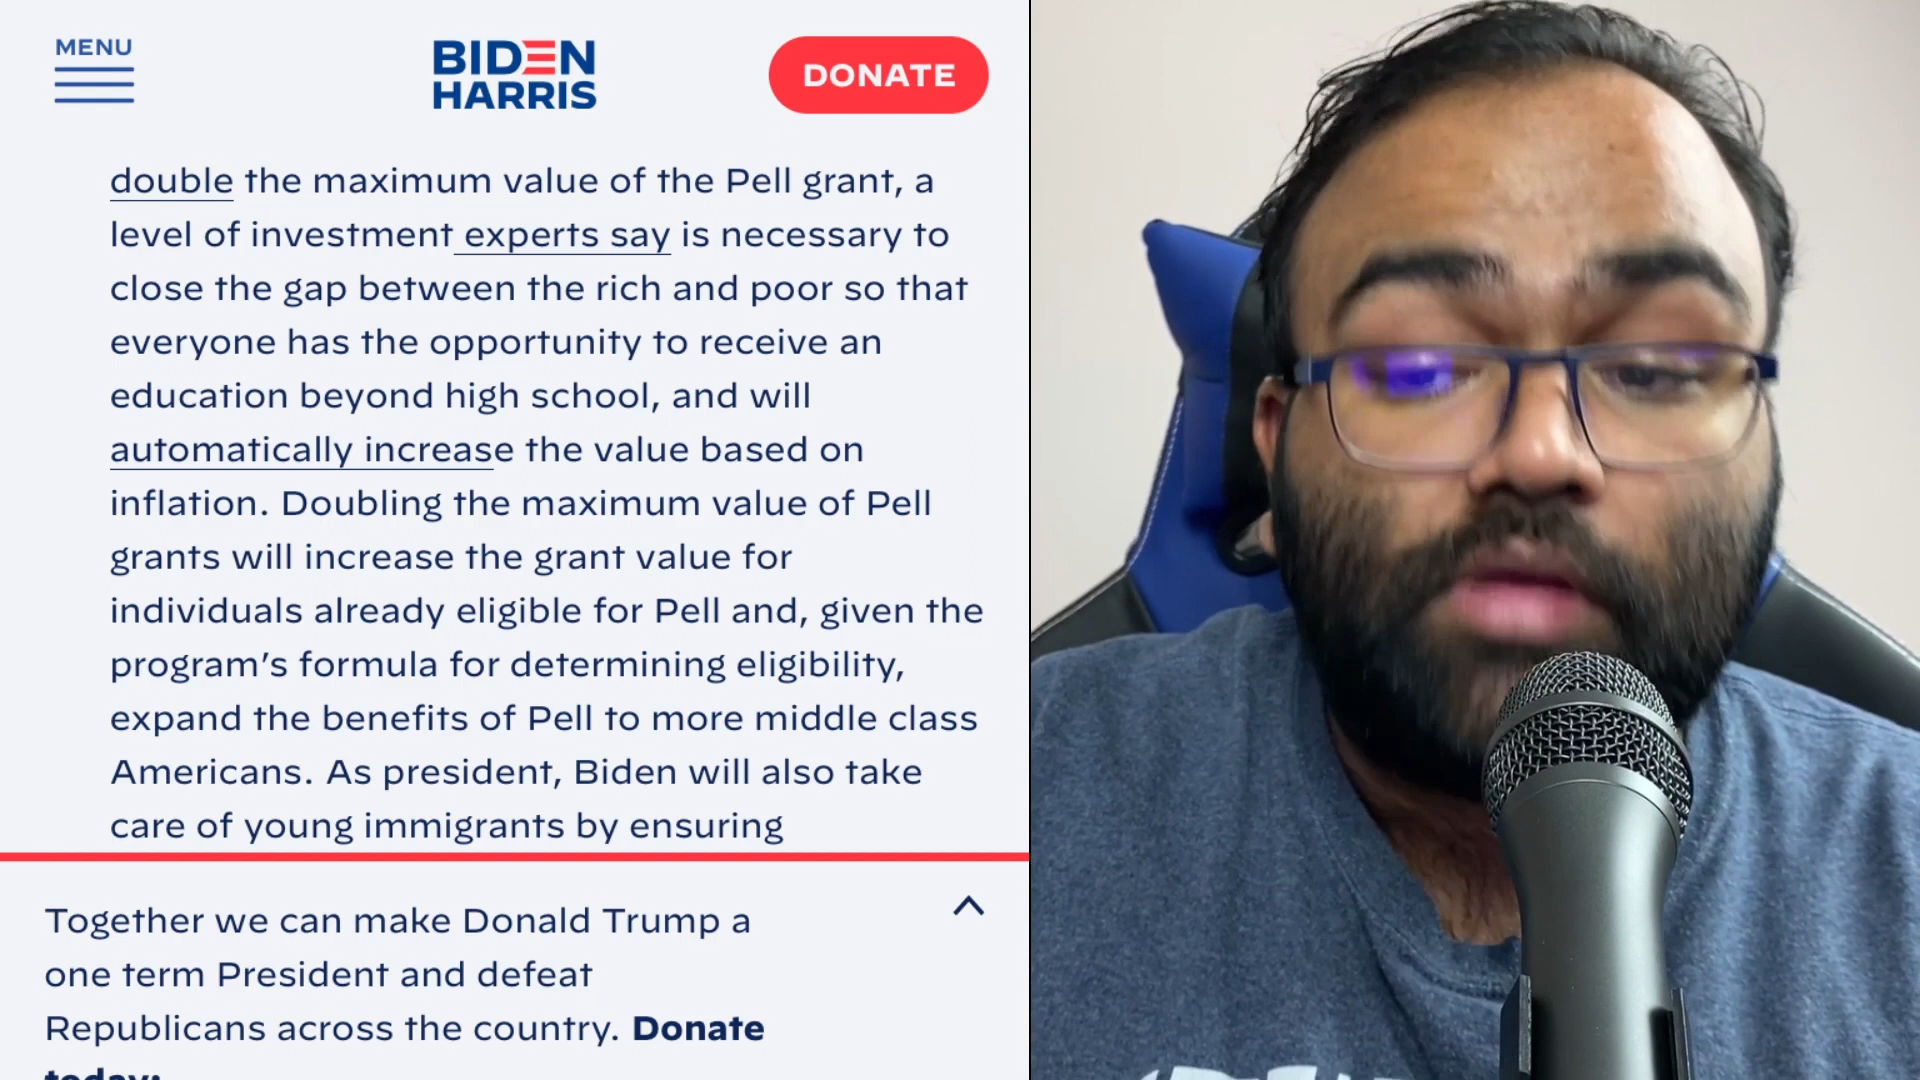 MENU
BIDEN
HARRIS
DONATE
double the maximum value of the Pell grant, a
level of investment experts say is necessary to
close the gap between the rich and poor so that
everyone has the opportunity to receive an
education beyond high school, and will
automatically increase the value based on
inflation. Doubling the maximum value of Pell
grants will increase the grant value for
individuals already eligible for Pell and, given the
program’s formula for determining eligibility,
expand the benefits of Pell to more middle class
Americans. As president, Biden will also take
care of young immigrants by ensuring
Together we can make Donald Trump a
one term President and defeat
Republicans across the country. Donate
today: